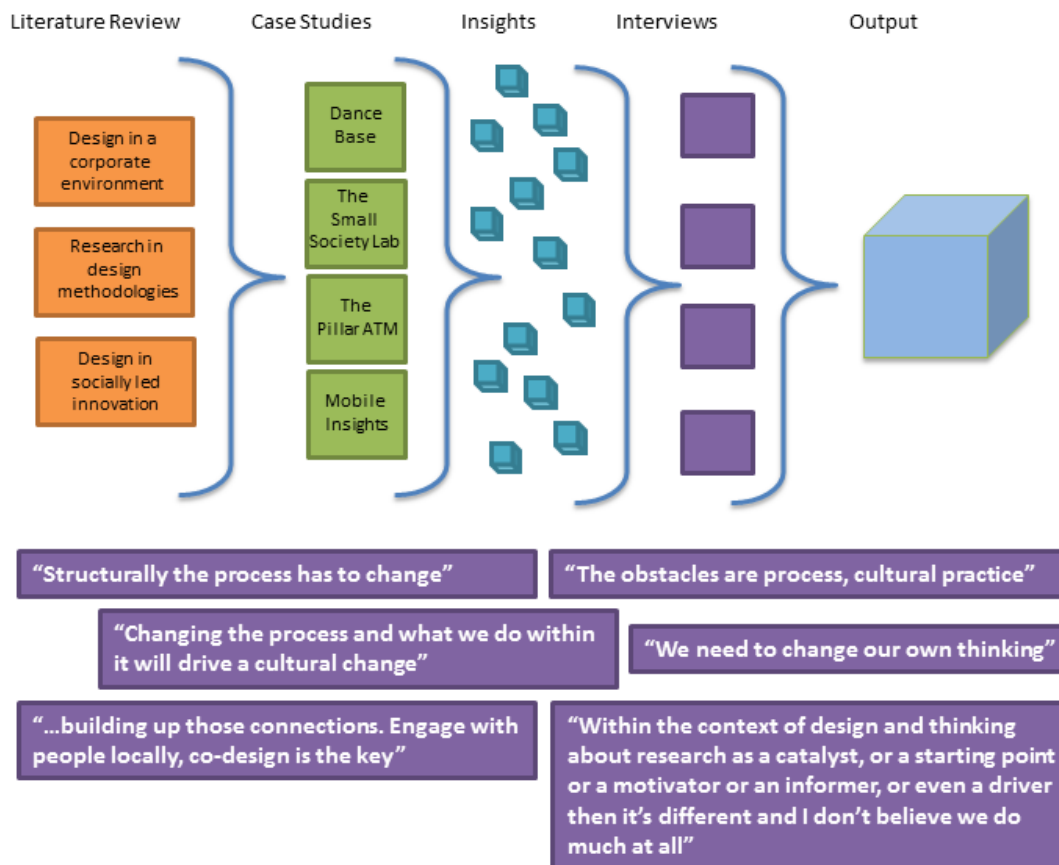 Literature Review
Case Studies
Insights
Interviews
Output
Design in a
corporate
environment
Research in
design
methodologies
Design in
socially led
innovation
Dance
Base
The
Small
Society Lab
The
Pillar ATM
Mobile
Insights
“Structurally the process has to change”
“The obstacles are process, cultural practice”
“Changing the process and what we do within
it will drive a cultural change”
“We need to change our own thinking”
“…building up those connections. Engage with
people locally, co-design is the key”
“Within the context of design and thinking
about research as a catalyst, or a starting point
or a motivator or an informer, or even a driver
then it’s different and I don’t believe we do
much at all”